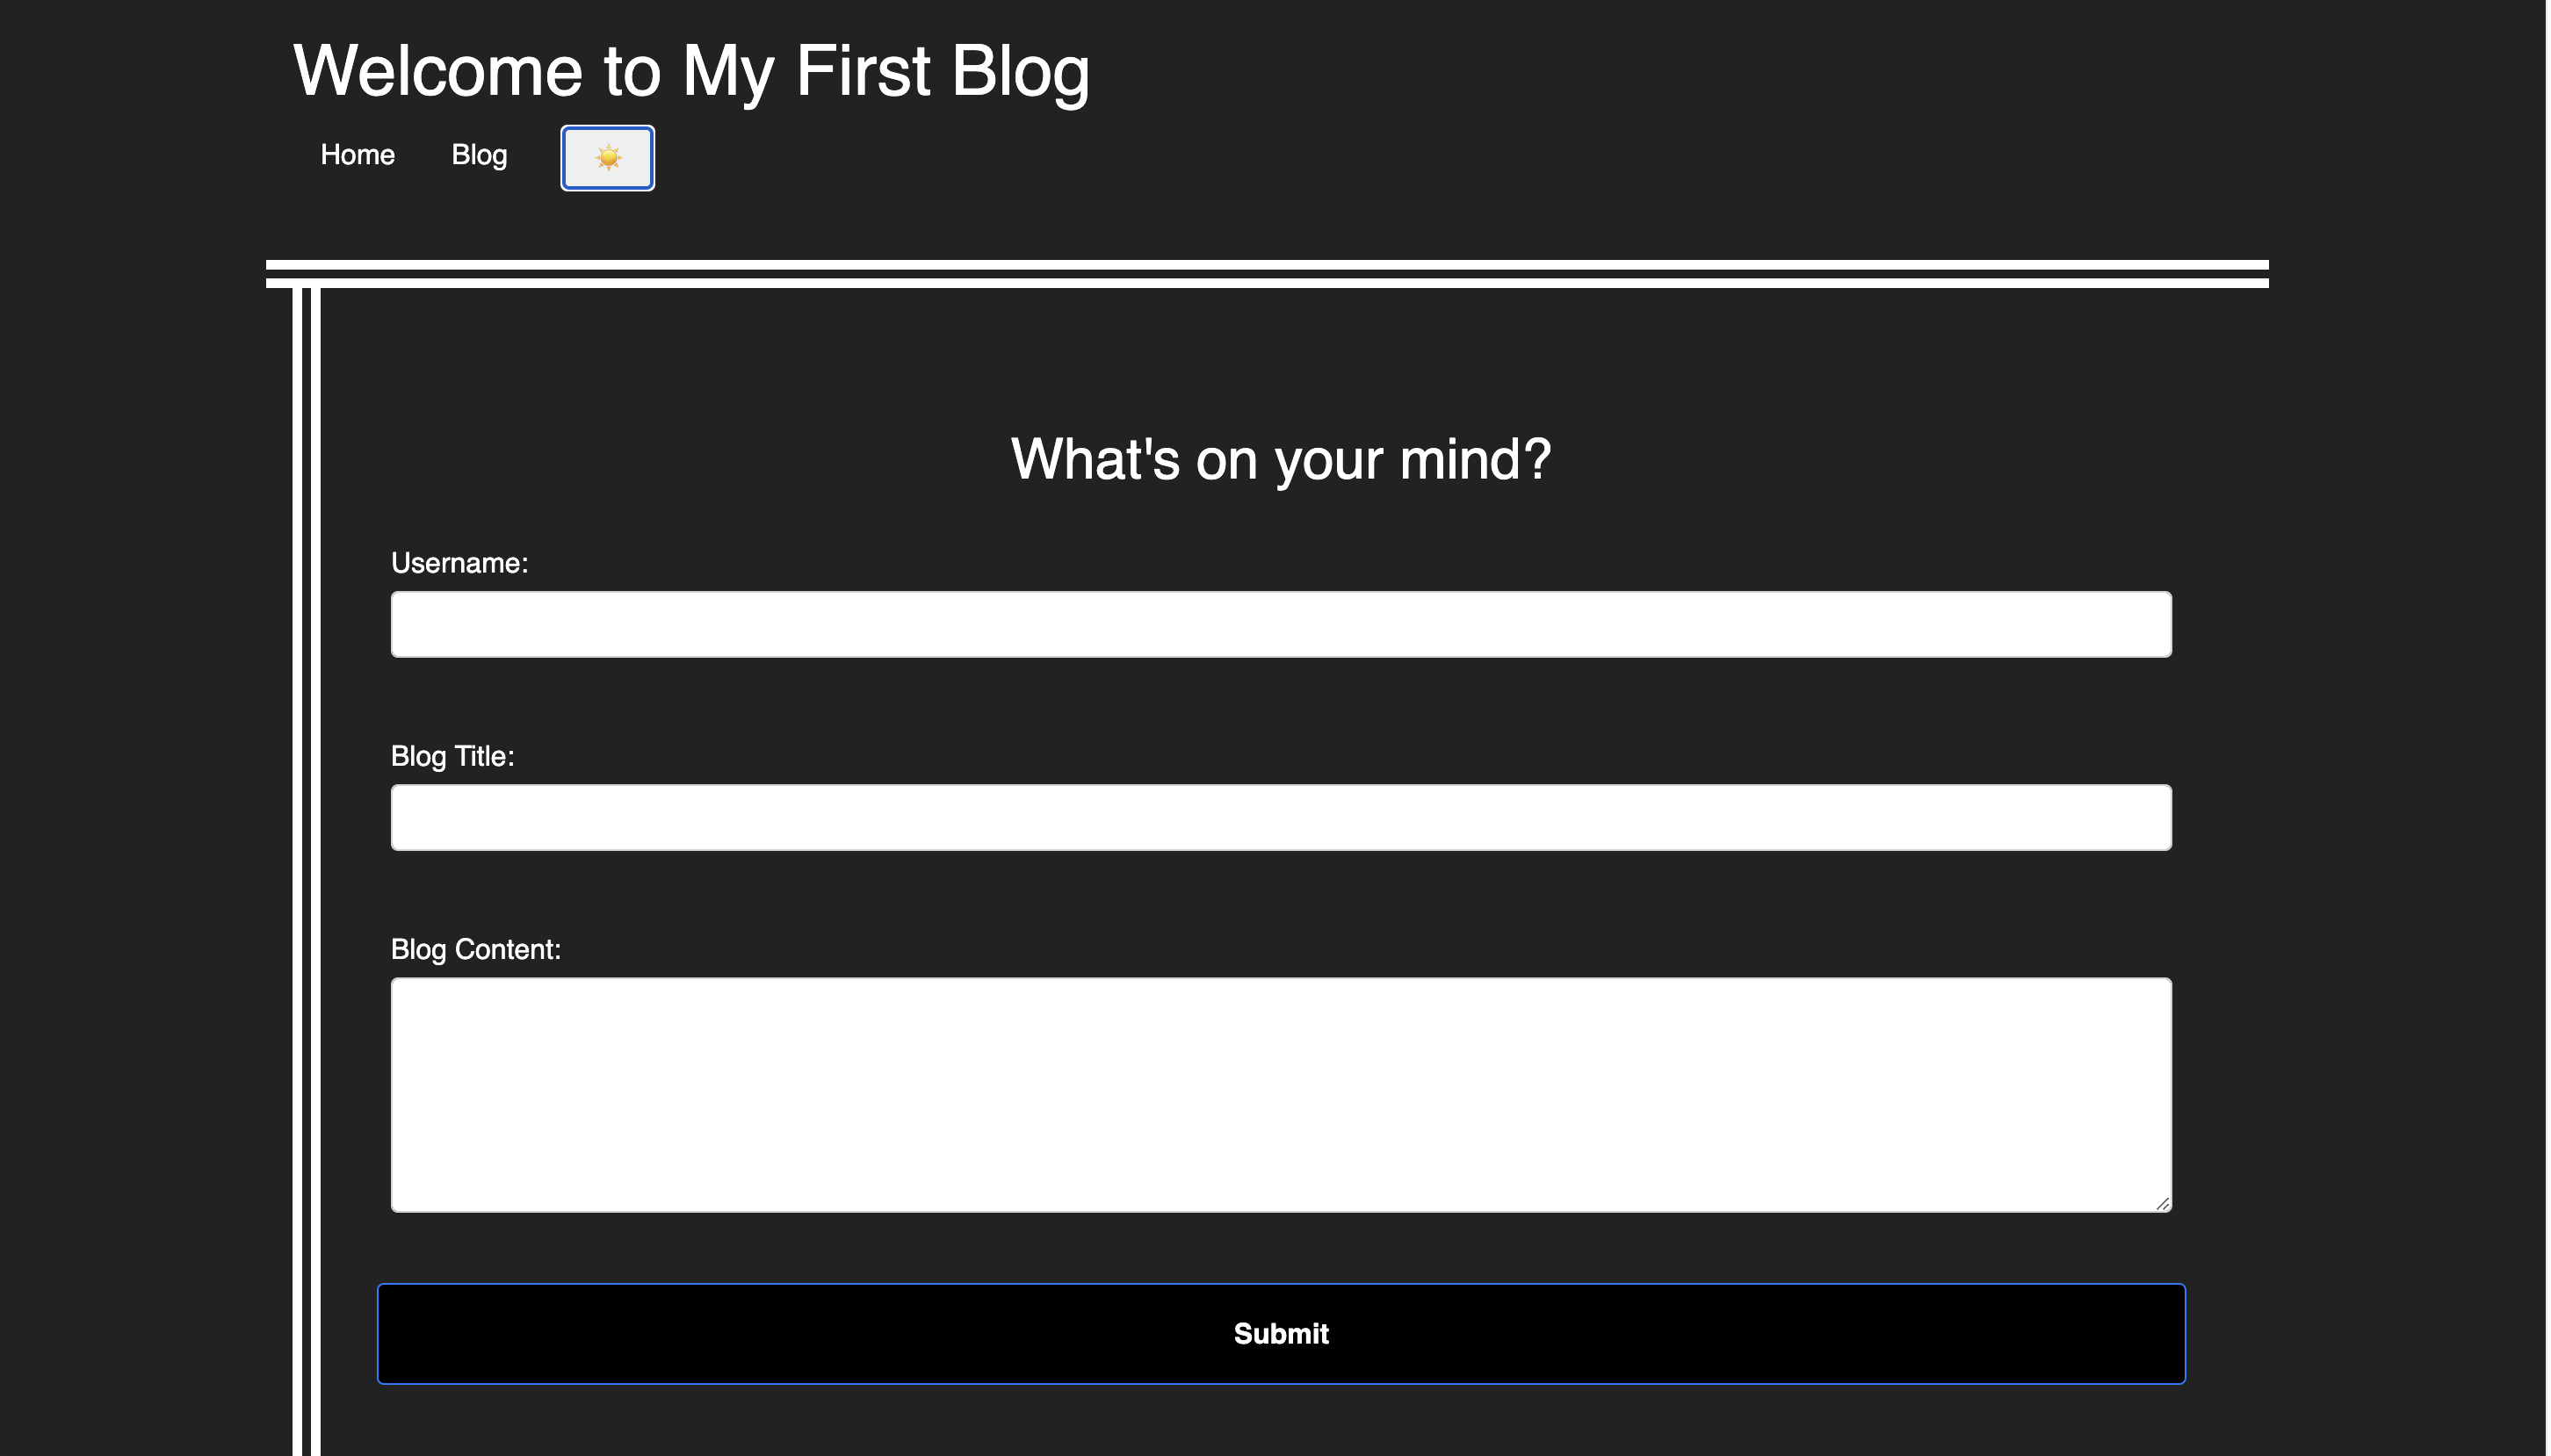 Welcome to My First Blog
Home Blog
What's on your mind?
Username:
Blog Title:
Blog Content:
Submit